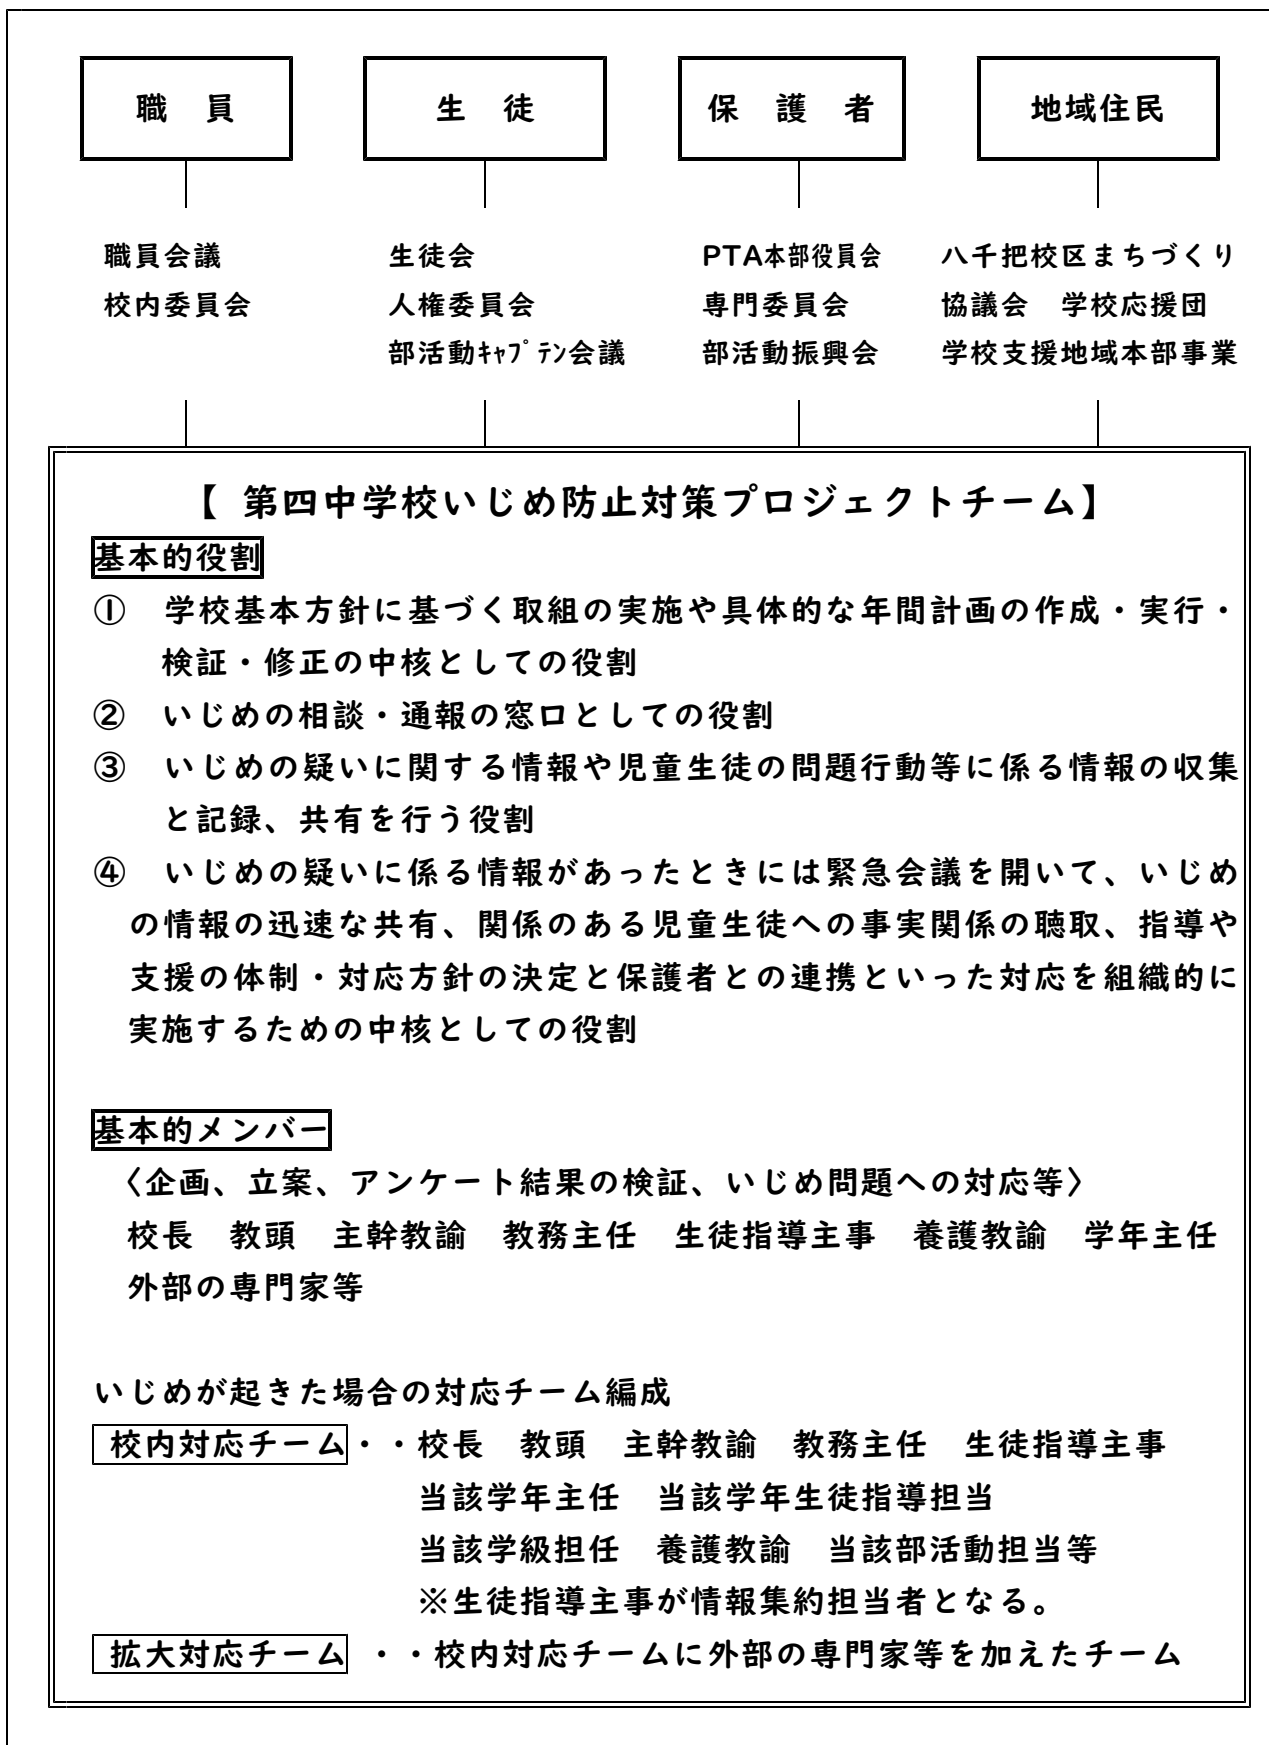 職　員
生　徒
保　護　者
地域住民
職員会議
校内委員会
生徒会
人権委員会
部活動ｷｬﾌﾟﾃﾝ会議
PTA本部役員会
専門委員会
部活動振興会
八千把校区まちづくり
協議会　学校応援団
学校支援地域本部事業
【 第四中学校いじめ防止対策プロジェクトチーム】
基本的役割
①　学校基本方針に基づく取組の実施や具体的な年間計画の作成・実行・
検証・修正の中核としての役割
②　いじめの相談・通報の窓口としての役割
③　いじめの疑いに関する情報や児童生徒の問題行動等に係る情報の収集
と記録、共有を行う役割
④　いじめの疑いに係る情報があったときには緊急会議を開いて、いじめ
の情報の迅速な共有、関係のある児童生徒への事実関係の聴取、指導や
支援の体制・対応方針の決定と保護者との連携といった対応を組織的に
実施するための中核としての役割
基本的メンバー
〈企画、立案、アンケート結果の検証、いじめ問題への対応等〉
校長　教頭　主幹教諭　教務主任　生徒指導主事　養護教諭　学年主任
外部の専門家等
いじめが起きた場合の対応チーム編成
校内対応チーム・・校長　教頭　主幹教諭　教務主任　生徒指導主事
当該学年主任　当該学年生徒指導担当
当該学級担任　養護教諭　当該部活動担当等
※生徒指導主事が情報集約担当者となる。
拡大対応チーム ・・校内対応チームに外部の専門家等を加えたチーム